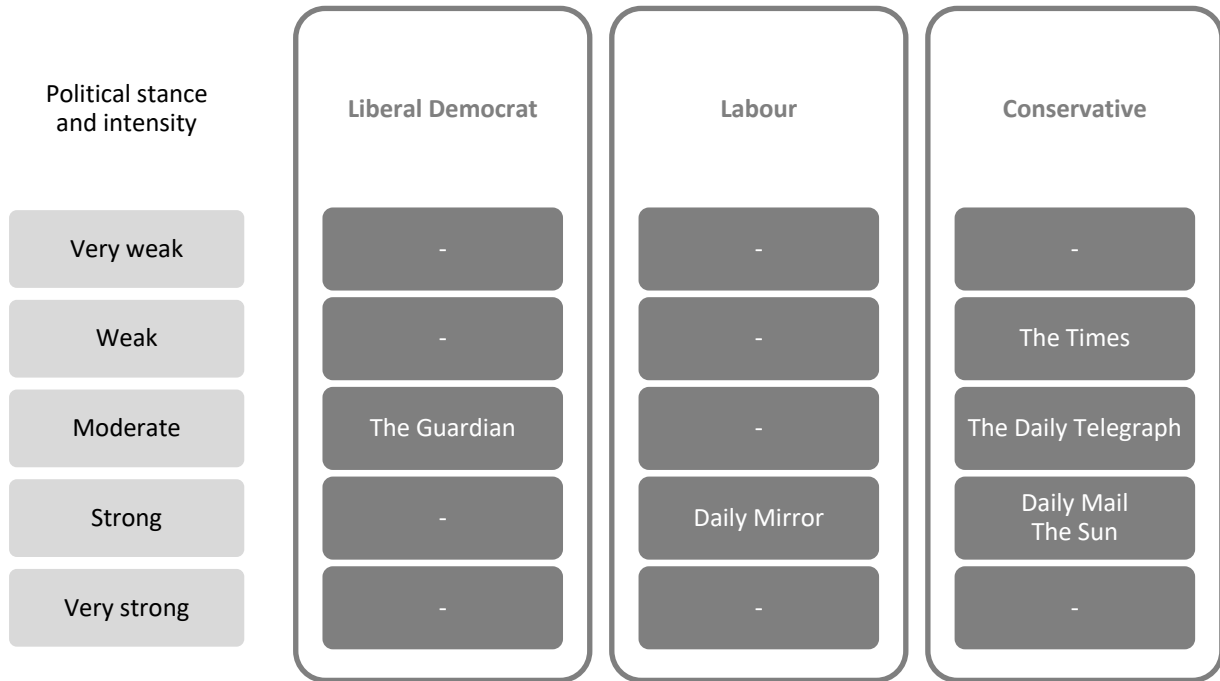 Political stance
and intensity
Liberal Democrat
Labour
Conservative
Very weak
-
-
-
Weak
-
-
The Times
Moderate
The Guardian
-
The Daily Telegraph
Strong
-
Daily Mirror
Daily Mail
The Sun
Very strong
-
-
-